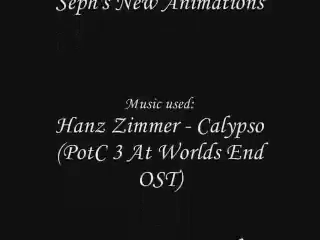 Seph's New Animations
Music used:
Hanz Zimmer - Calypso
(PotC 3 At Worlds End
OST)